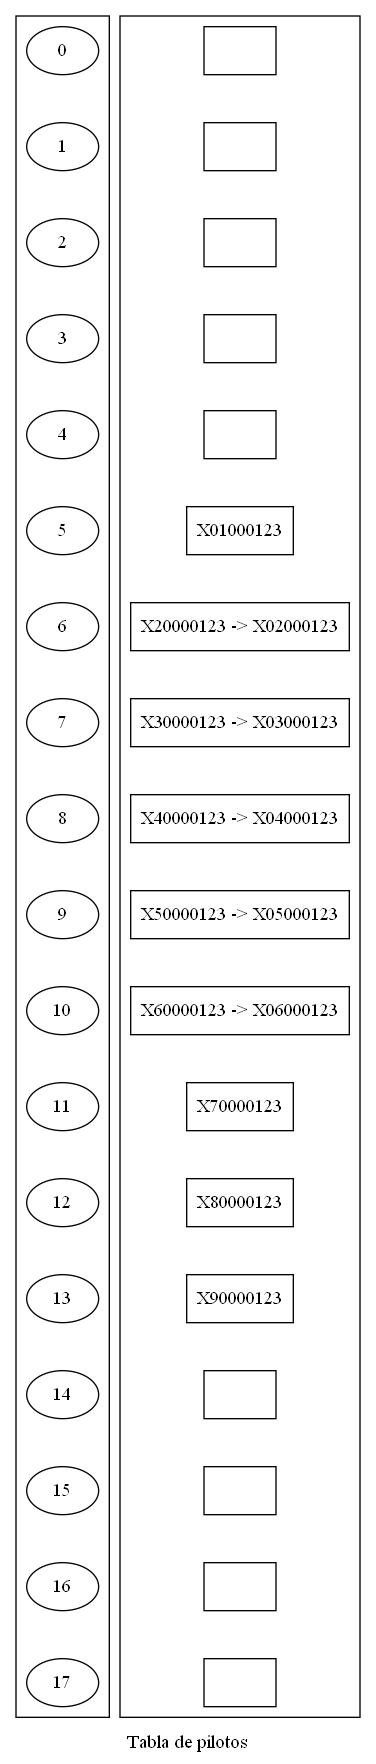 0
1
2
3
4
5 X01000123
6 X20000123 -> X02000123
7 X30000123 -> X03000123
8 X40000123 -> X04000123
9 X50000123 -> X05000123
10 X60000123 -> X06000123
11 X70000123
12 X80000123
13 X90000123
14
15
16
17
Tabla de pilotos